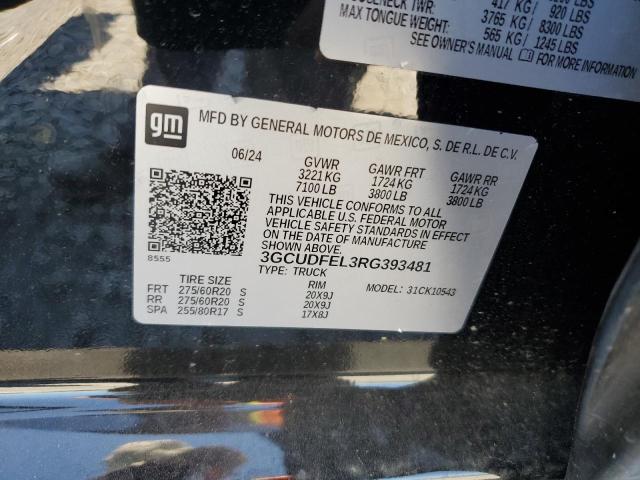 417 KG / 920 LBS
3765 KG / 8300 LBS
MAX TONGUE WEIGHT: 565 KG / 1245 LBS
SEE OWNER'S MANUAL FOR MORE INFORMATION
gm
MFD BY GENERAL MOTORS DE MEXICO, S. DE R.L. DE C.V.
06/24 GVWR GAWR FRT GAWR RR
3221 KG 1724 KG 1724 KG
7100 LB 3800 LB 3800 LB
THIS VEHICLE CONFORMS TO ALL
APPLICABLE U.S. FEDERAL MOTOR
VEHICLE SAFETY STANDARDS IN EFFECT
ON THE DATE OF MANUFACTURE
SHOWN ABOVE.
3GCUDFEL3RG393481
8555 TYPE: TRUCK
TIRE SIZE RIM MODEL: 31CK10543
FRT 275/60R20 S 20X9J
RR 275/60R20 S 20X9J
SPA 255/80R17 S 17X8J